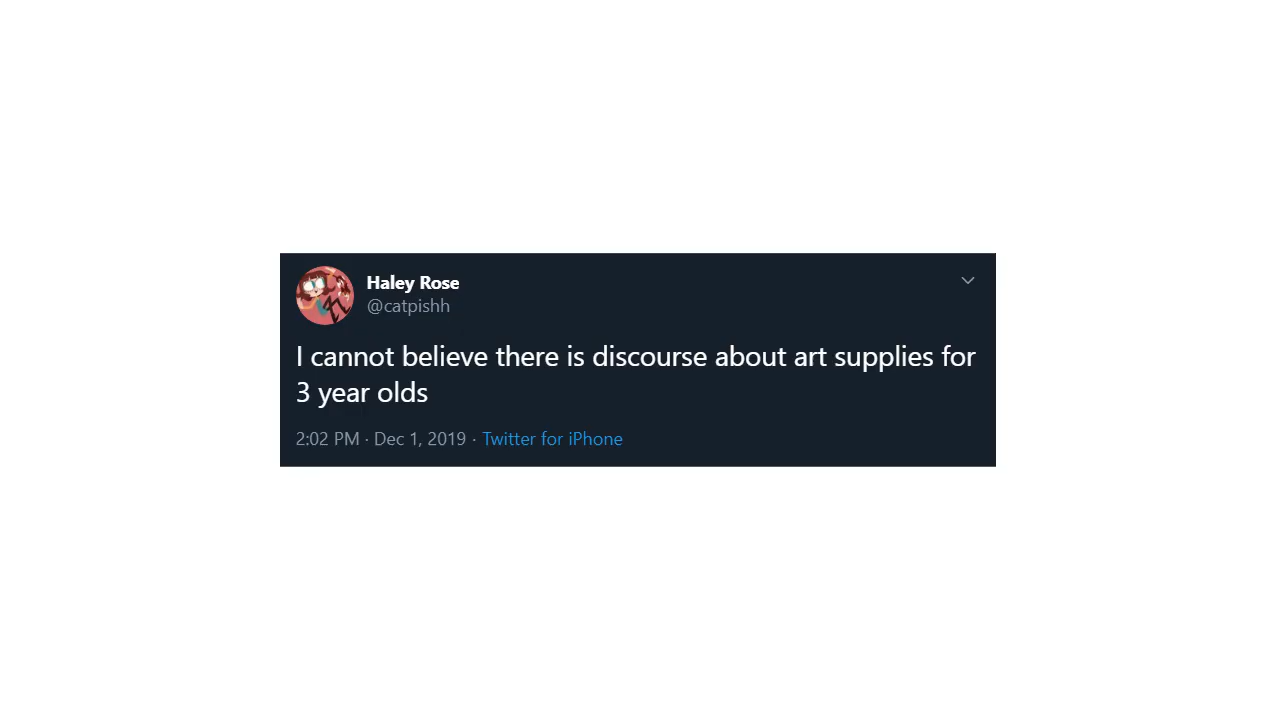 Haley Rose
@catpishh
I cannot believe there is discourse about art supplies for
3 year olds
2:02 PM · Dec 1, 2019 · Twitter for iPhone